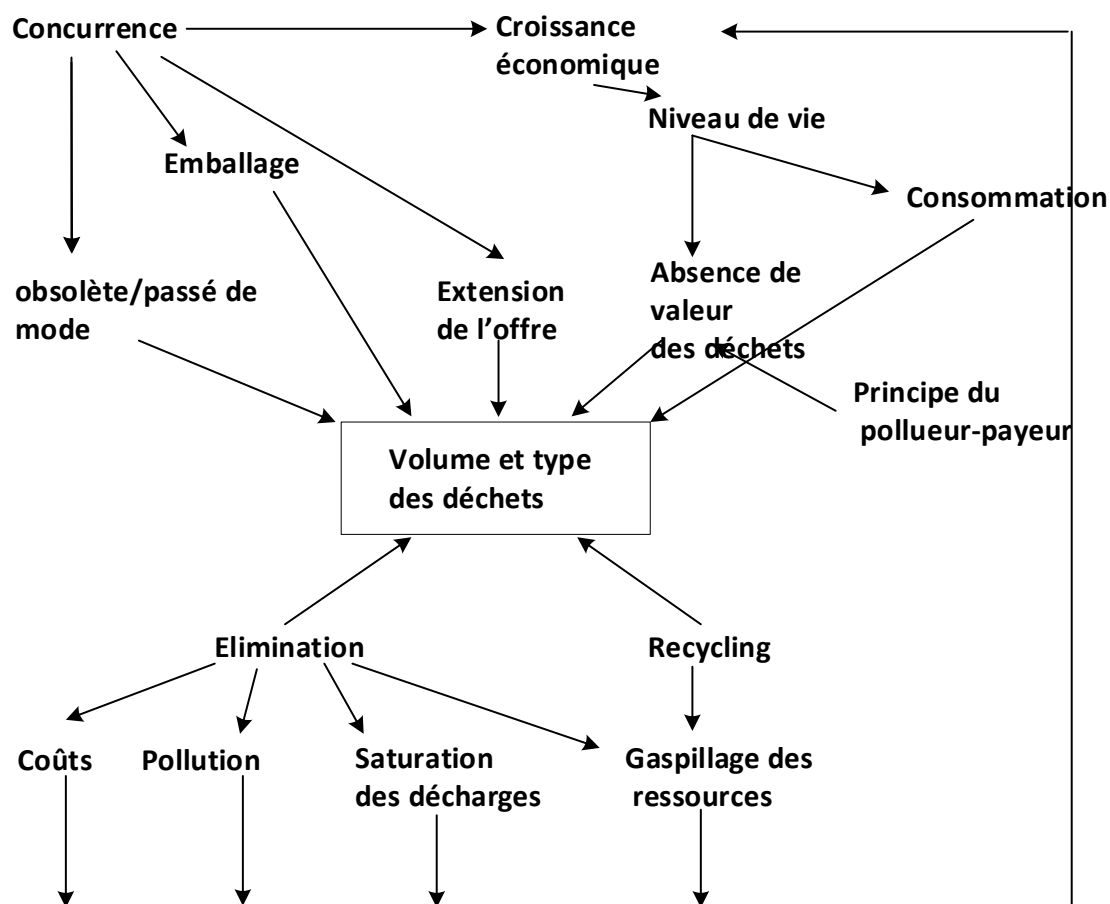 Concurrence
Croissance
économique
Niveau de vie
Emballage
Consommation
obsolète/passé de
mode
Extension
de l’offre
Absence de
valeur
des déchets
Principe du
pollueur-payeur
Volume et type
des déchets
Elimination
Recycling
Coûts
Pollution
Saturation
des décharges
Gaspillage des
ressources